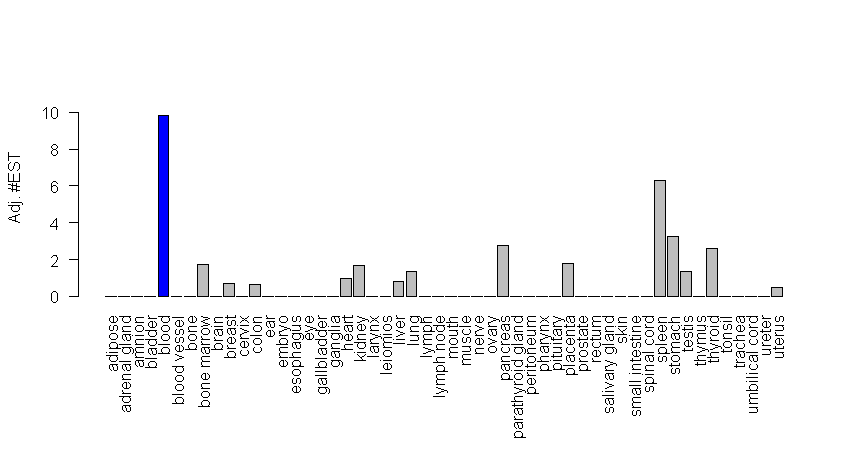 Adj. #EST
10
8
6
4
2
0
adipose
adrenal gland
amnion
bladder
blood
blood vessel
bone
bone marrow
brain
breast
cervix
colon
ear
embryo
esophagus
eye
gallbladder
ganglia
heart
kidney
larynx
leiomios
liver
lung
lymph
lymph node
mouth
muscle
nerve
ovary
pancreas
parathyroid gland
peritoneum
pharynx
pituitary
placenta
prostate
rectum
salivary gland
skin
small intestine
spinal cord
spleen
stomach
testis
thymus
thyroid
tonsil
trachea
umbilical cord
ureter
uterus